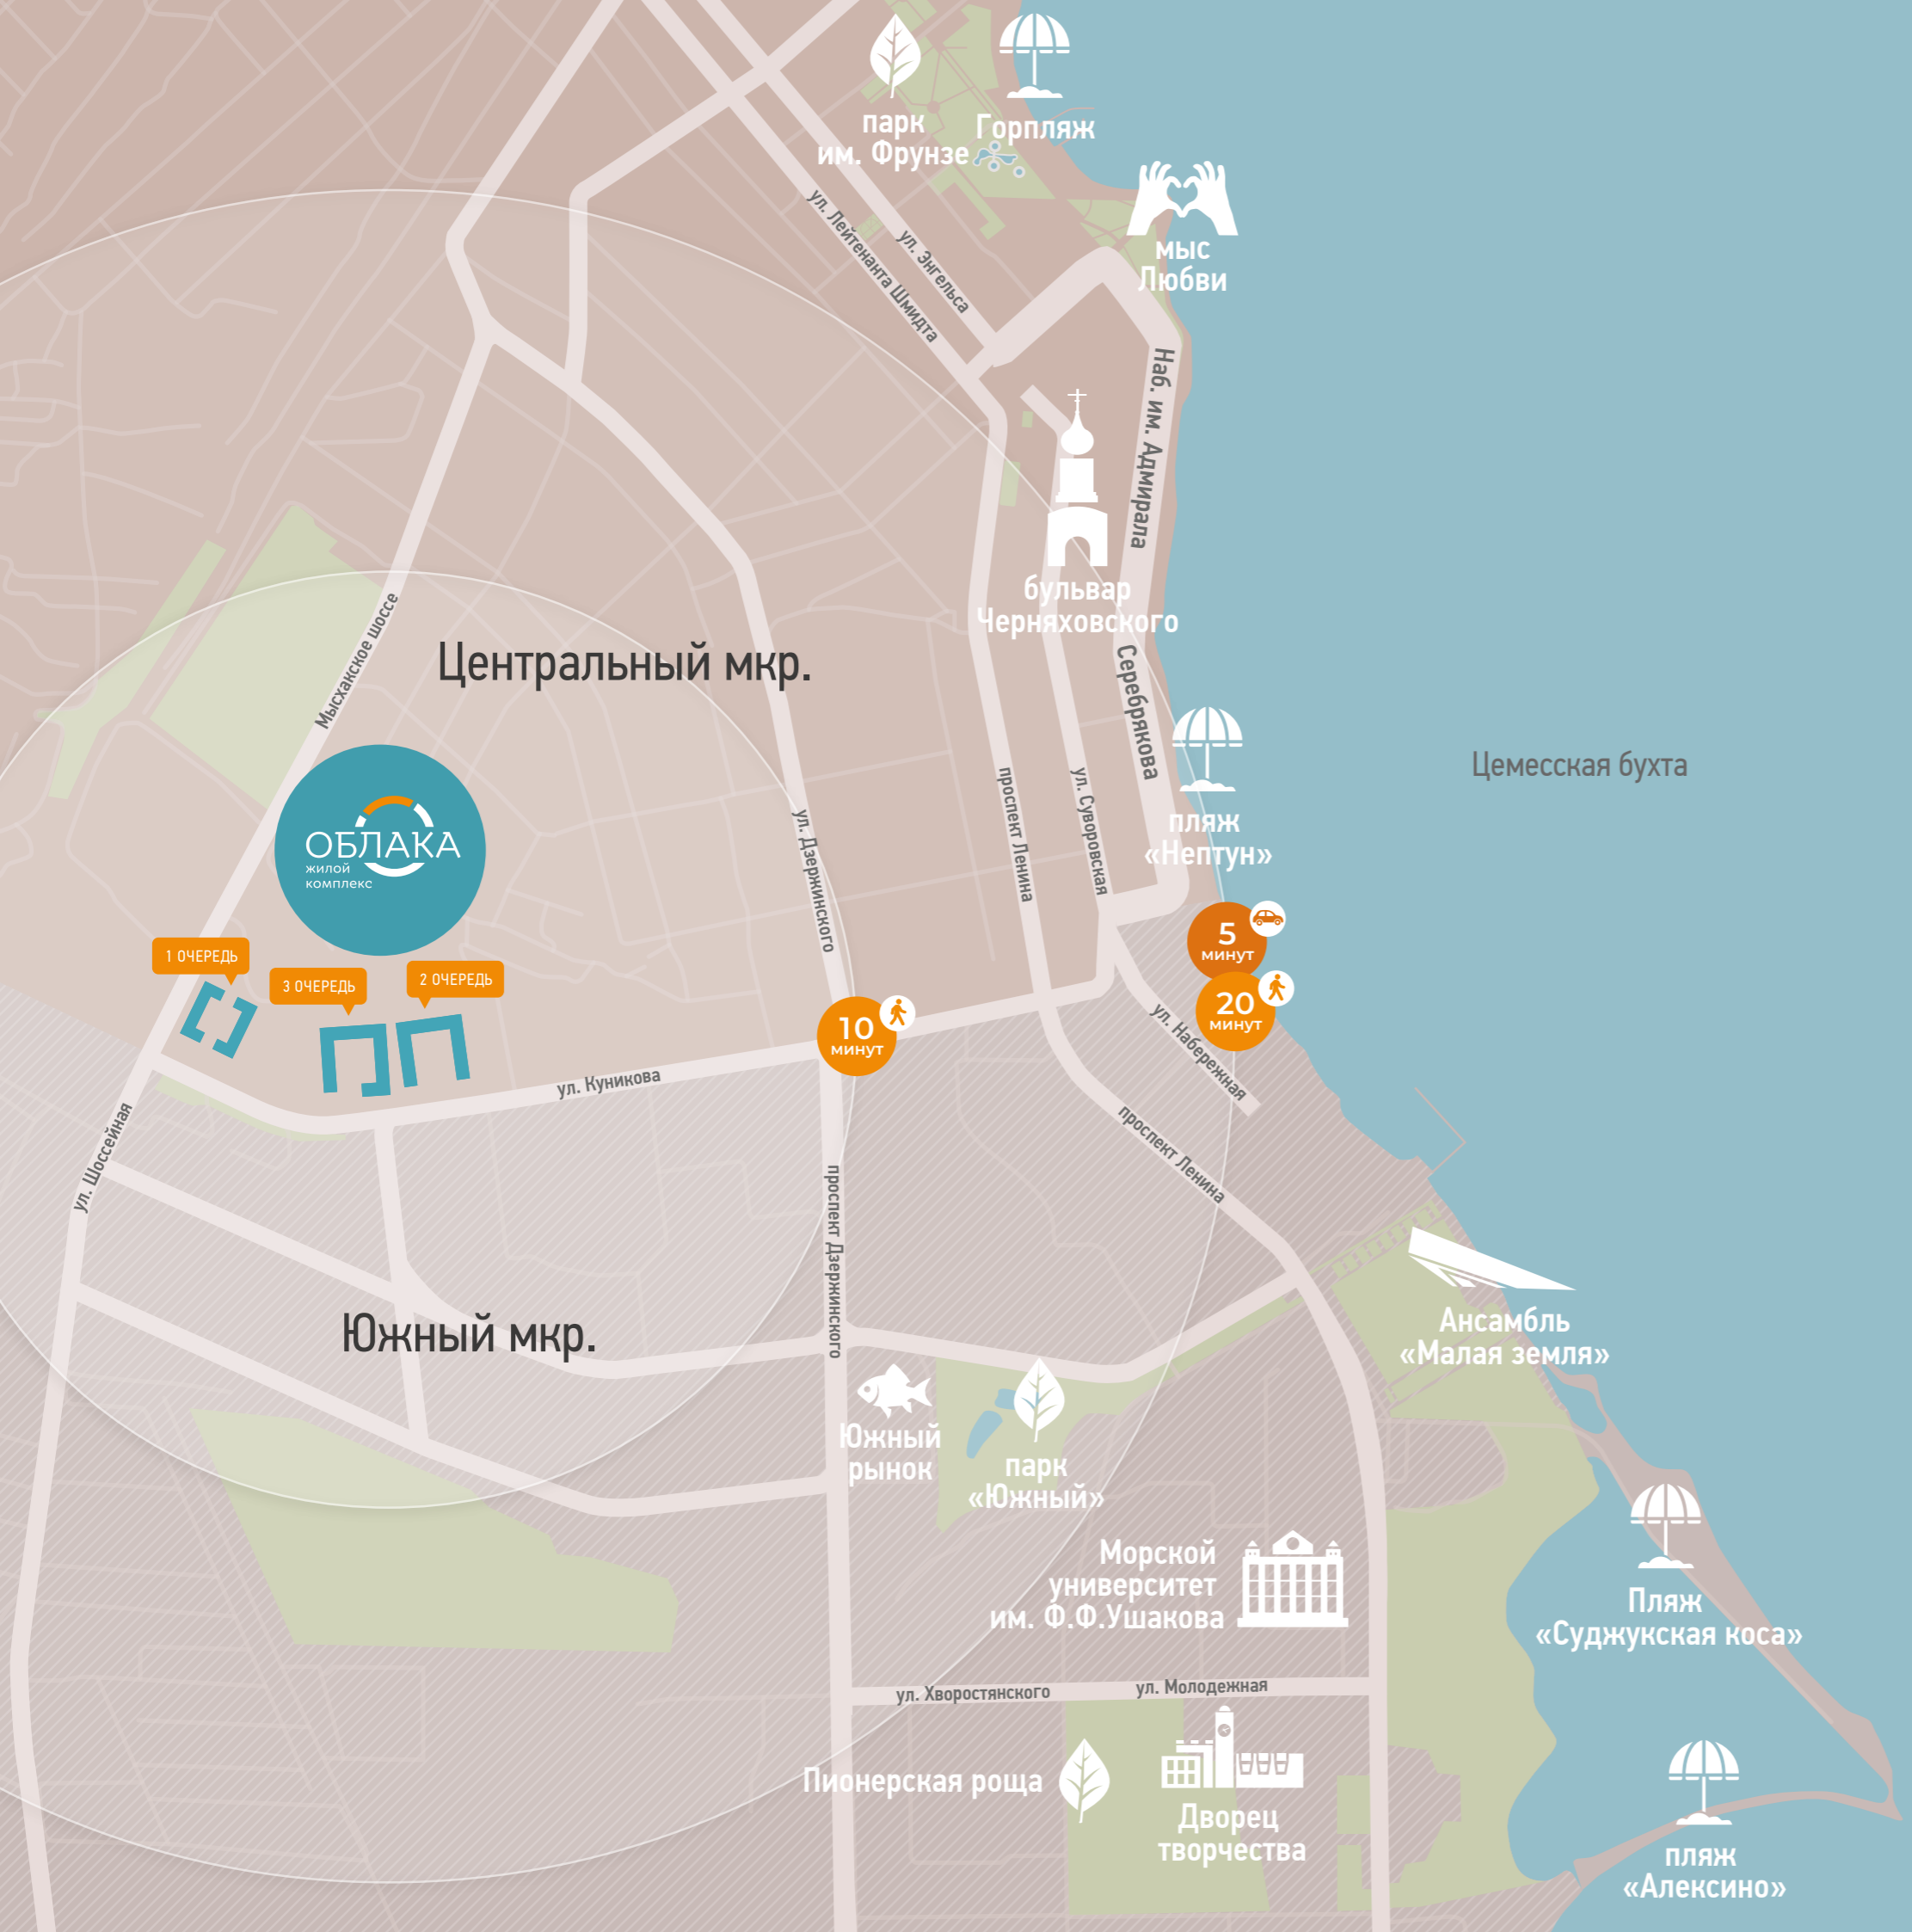 парк
им. Фрунзе
Горпляж
мыс
Любви
ул. Лейтенанта Шмидта
ул. Энгельса
Наб. им. Адмирала
Серебрякова
бульвар
Черняховского
Мысхакское шоссе
Центральный мкр.
Цемесская бухта
ОБЛАКА
жилой
комплекс
ул. Дзержинского
проспект Ленина
ул. Суворовская
пляж
«Нептун»
5
минут
20
минут
1 ОЧЕРЕДЬ
3 ОЧЕРЕДЬ
2 ОЧЕРЕДЬ
10
минут
ул. Куникова
ул. Набережная
проспект Ленина
ул. Шоссейная
проспект Дзержинского
Южный мкр.
Ансамбль
«Малая земля»
Южный
рынок
парк
«Южный»
Морской
университет
им. Ф.Ф.Ушакова
Пляж
«Суджукская коса»
ул. Хворостянского
ул. Молодежная
Пионерская роща
Дворец
творчества
пляж
«Алексино»